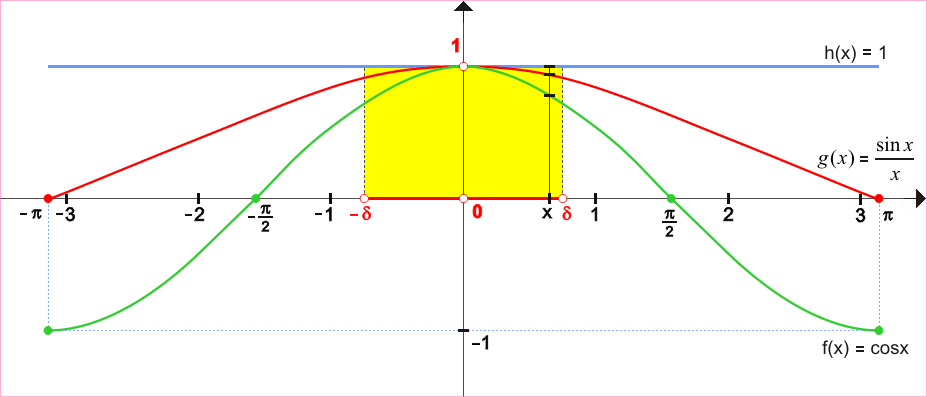 1
h(x) = 1
g(x) = sin x / x
-π -3 -2 -π/2 -1 -δ 0 x δ 1 π/2 2 3 π
-1
f(x) = cosx